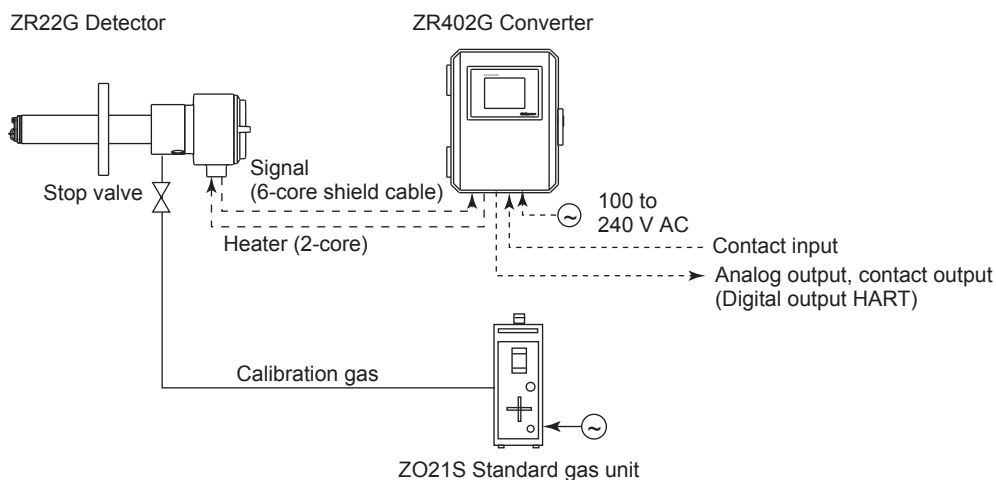 ZR22G Detector
ZR402G Converter
Signal
(6-core shield cable)
Stop valve
Heater (2-core)
~
100 to
240 V AC
Contact input
Analog output, contact output
(Digital output HART)
Calibration gas
~
ZO21S Standard gas unit